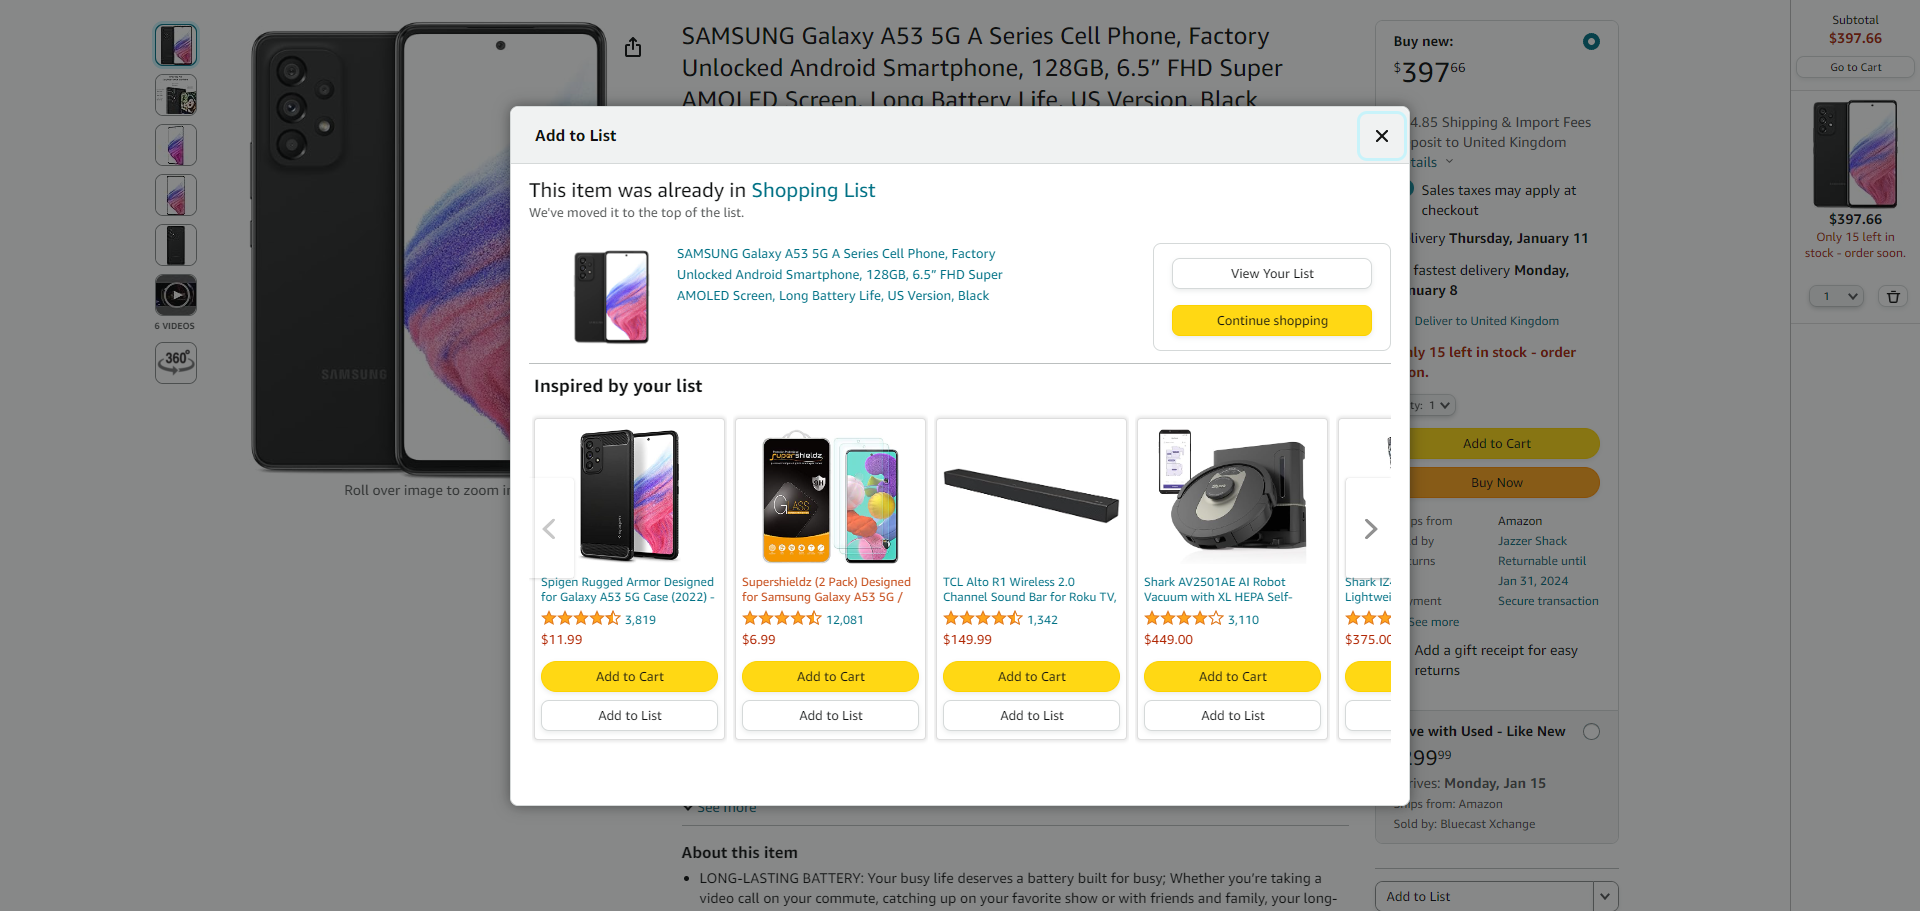 6 VIDEOS
360°
SAMSUNG
Roll over image to zoom in
SAMSUNG Galaxy A53 5G A Series Cell Phone, Factory
Unlocked Android Smartphone, 128GB, 6.5” FHD Super
AMOLED Screen, Long Battery Life, US Version, Black
Add to List
This item was already in Shopping List
We've moved it to the top of the list.
SAMSUNG Galaxy A53 5G A Series Cell Phone, Factory
Unlocked Android Smartphone, 128GB, 6.5” FHD Super
AMOLED Screen, Long Battery Life, US Version, Black
View Your List
Continue shopping
Inspired by your list
Spigen Rugged Armor Designed
for Galaxy A53 5G Case (2022) -
3,819
$11.99
Add to Cart
Add to List
Supershieldz
GLASS
9H
Supershieldz (2 Pack) Designed
for Samsung Galaxy A53 5G /
12,081
$6.99
Add to Cart
Add to List
TCL Alto R1 Wireless 2.0
Channel Sound Bar for Roku TV,
1,342
$149.99
Add to Cart
Add to List
Shark AV2501AE AI Robot
Vacuum with XL HEPA Self-
3,110
$449.00
Add to Cart
Add to List
Shark IZ
Lightwei
$375.00
See more
About this item
• LONG-LASTING BATTERY: Your busy life deserves a battery built for busy; Whether you’re taking a
video call on your commute, catching up on your favorite show or with friends and family, your long-
Buy new:
$397 66
4.85 Shipping & Import Fees
posit to United Kingdom
tails
Sales taxes may apply at
checkout
livery Thursday, January 11
fastest delivery Monday,
nuary 8
Deliver to United Kingdom
ly 15 left in stock - order
on.
ty: 1
Add to Cart
Buy Now
ps from Amazon
d by Jazzer Shack
urns Returnable until
Jan 31, 2024
ment Secure transaction
See more
Add a gift receipt for easy
returns
ve with Used - Like New
299 99
rives: Monday, Jan 15
Ships from: Amazon
Sold by: Bluecast Xchange
Add to List
Subtotal
$397.66
Go to Cart
$397.66
Only 15 left in
stock - order soon.
1